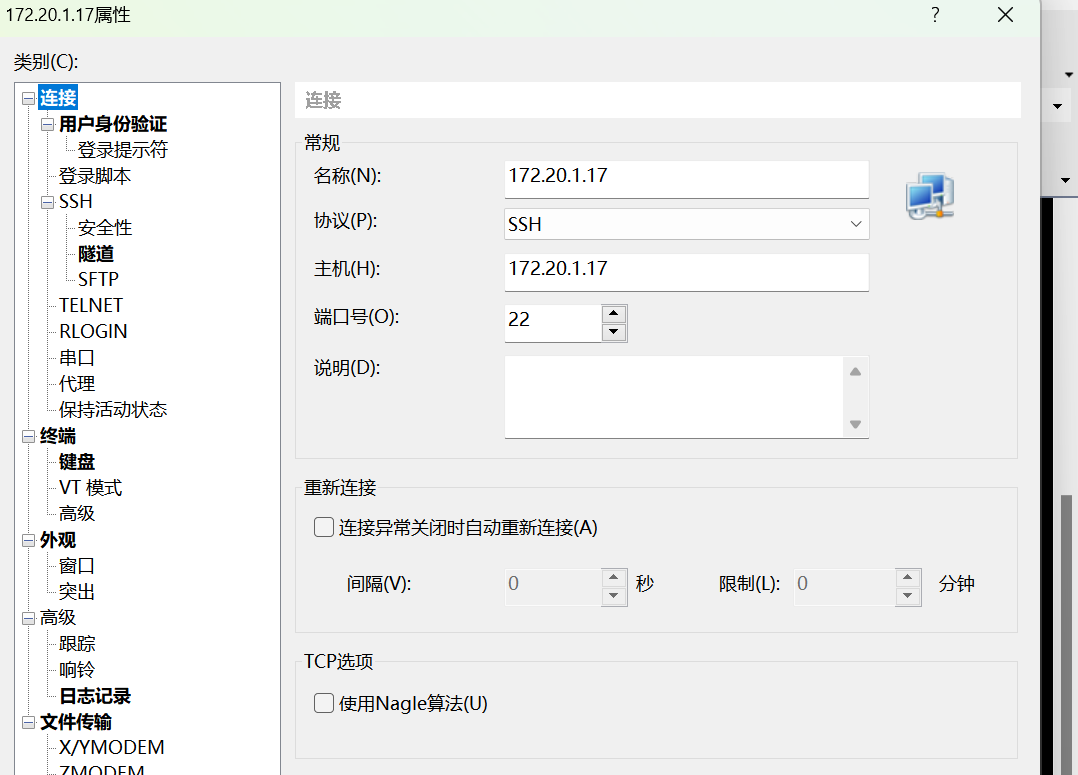 172.20.1.17属性
?
类别(C):
连接
用户身份验证
登录提示符
登录脚本
SSH
安全性
隧道
SFTP
TELNET
RLOGIN
串口
代理
保持活动状态
终端
键盘
VT 模式
高级
外观
窗口
突出
高级
跟踪
响铃
日志记录
文件传输
X/YMODEM
ZMODEM
连接
常规
名称(N): 172.20.1.17
协议(P): SSH
主机(H): 172.20.1.17
端口号(O): 22
说明(D):
重新连接
连接异常关闭时自动重新连接(A)
间隔(V): 0 秒 限制(L): 0 分钟
TCP选项
使用Nagle算法(U)